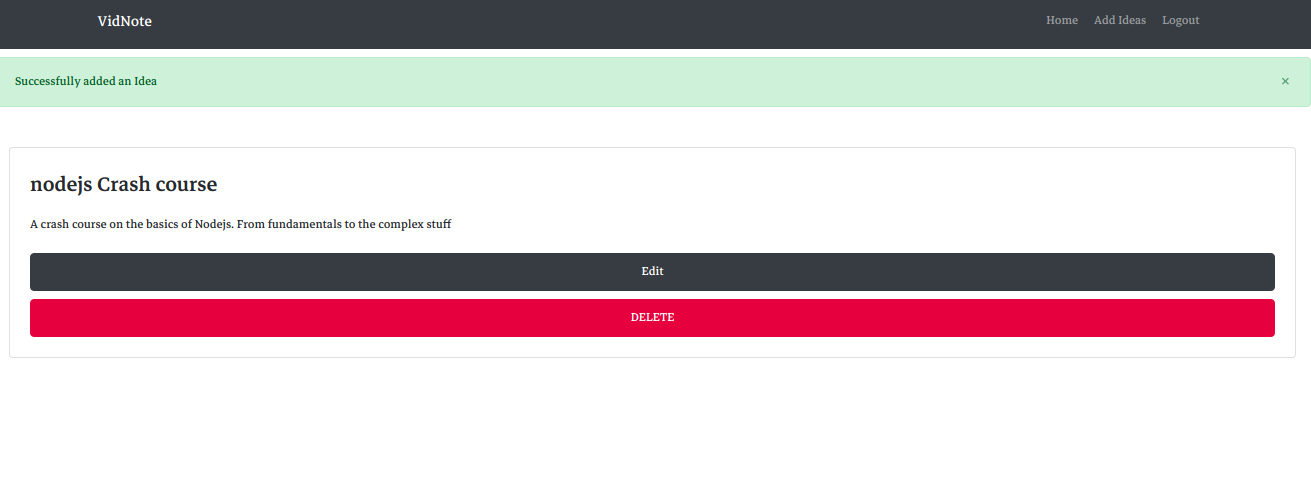 VidNote
Home Add Ideas Logout
Successfully added an Idea ×
nodejs Crash course
A crash course on the basics of Nodejs. From fundamentals to the complex stuff
Edit
DELETE